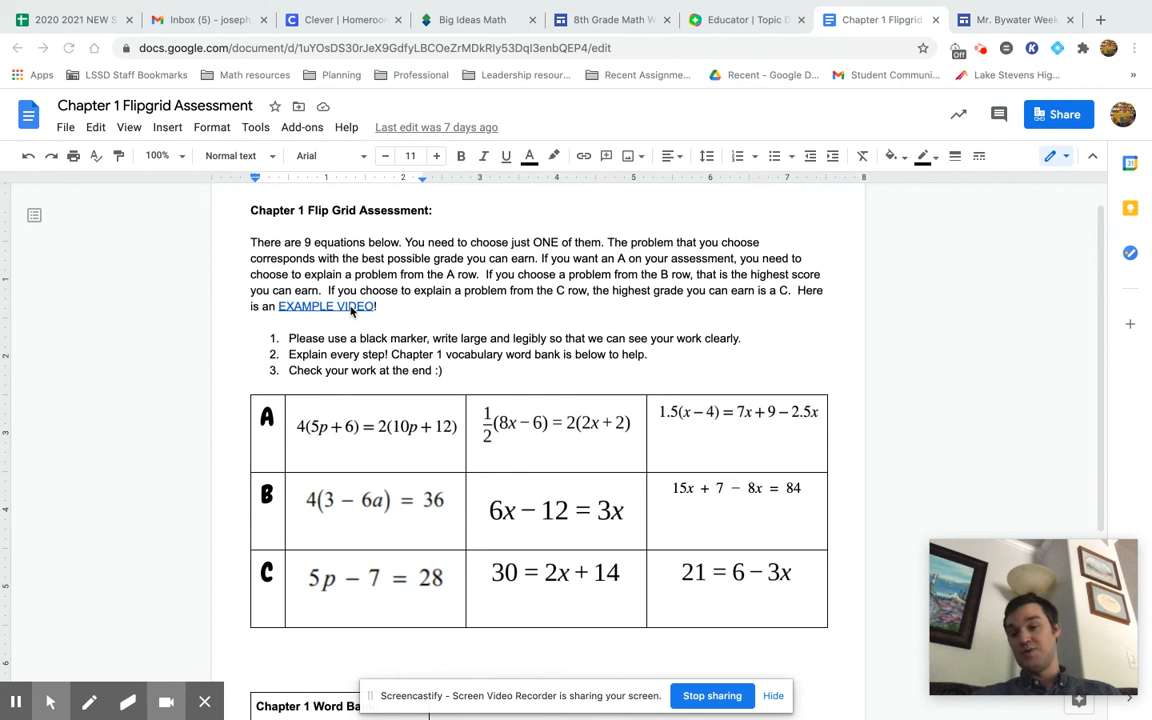 2020 2021 NEW S
Inbox (5) - joseph
Clever | Homeroon
Big Ideas Math
8th Grade Math W
Educator | Topic D
Chapter 1 Flipgrid
Mr. Bywater Week
docs.google.com/document/d/1uYOsDS30rJeX9GdfyLBCOeZrMDkRIy53DqI3enbQEP4/edit
Off
Apps
LSSD Staff Bookmarks
Math resources
Planning
Professional
Leadership resour...
Recent Assignme...
Recent - Google D...
Student Communi...
Lake Stevens Hig...
Chapter 1 Flipgrid Assessment
File Edit View Insert Format Tools Add-ons Help Last edit was 7 days ago
Share
100% Normal text Arial 11
1 2 3 4 5 6 7 8
Chapter 1 Flip Grid Assessment:
There are 9 equations below. You need to choose just ONE of them. The problem that you choose
corresponds with the best possible grade you can earn. If you want an A on your assessment, you need to
choose to explain a problem from the A row. If you choose a problem from the B row, that is the highest score
you can earn. If you choose to explain a problem from the C row, the highest grade you can earn is a C. Here
is an EXAMPLE VIDEO!
1. Please use a black marker, write large and legibly so that we can see your work clearly.
2. Explain every step! Chapter 1 vocabulary word bank is below to help.
3. Check your work at the end :)
A 4(5p + 6) = 2(10p + 12) 1/2(8x − 6) = 2(2x + 2) 1.5(x − 4) = 7x + 9 − 2.5x
B 4(3 − 6a) = 36 6x − 12 = 3x 15x + 7 − 8x = 84
C 5p − 7 = 28 30 = 2x + 14 21 = 6 − 3x
Chapter 1 Word Ban
Screencastify - Screen Video Recorder is sharing your screen. Stop sharing Hide